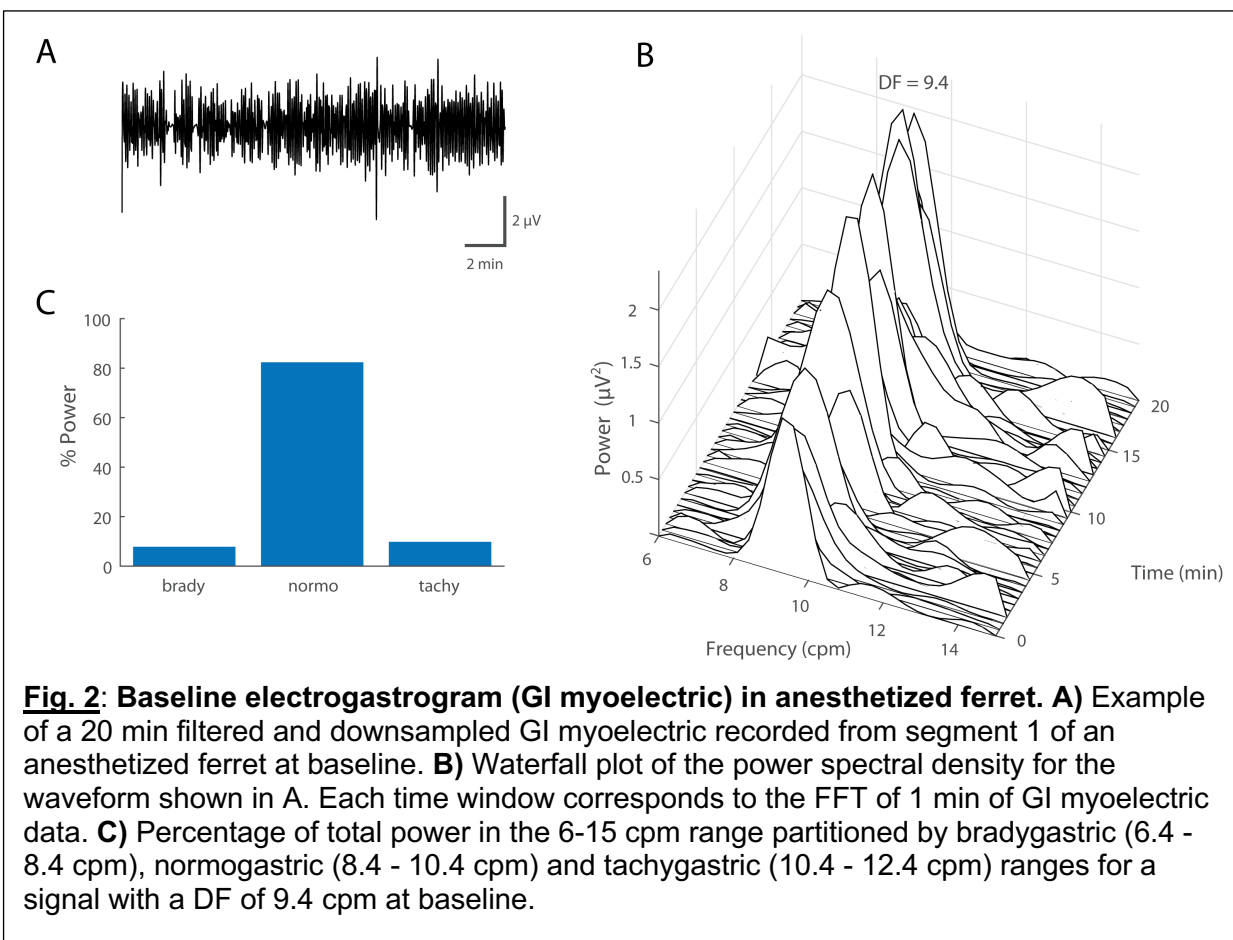 A
2 µV
2 min
B
DF = 9.4
2
1.5
1
0.5
Power (µV²)
6
8
10
12
14
Frequency (cpm)
0
5
10
15
20
Time (min)
C
100
80
60
40
20
0
% Power
brady
normo
tachy
Fig. 2: Baseline electrogastrogram (GI myoelectric) in anesthetized ferret. A) Example
of a 20 min filtered and downsampled GI myoelectric recorded from segment 1 of an
anesthetized ferret at baseline. B) Waterfall plot of the power spectral density for the
waveform shown in A. Each time window corresponds to the FFT of 1 min of GI myoelectric
data. C) Percentage of total power in the 6-15 cpm range partitioned by bradygastric (6.4 -
8.4 cpm), normogastric (8.4 - 10.4 cpm) and tachygastric (10.4 - 12.4 cpm) ranges for a
signal with a DF of 9.4 cpm at baseline.